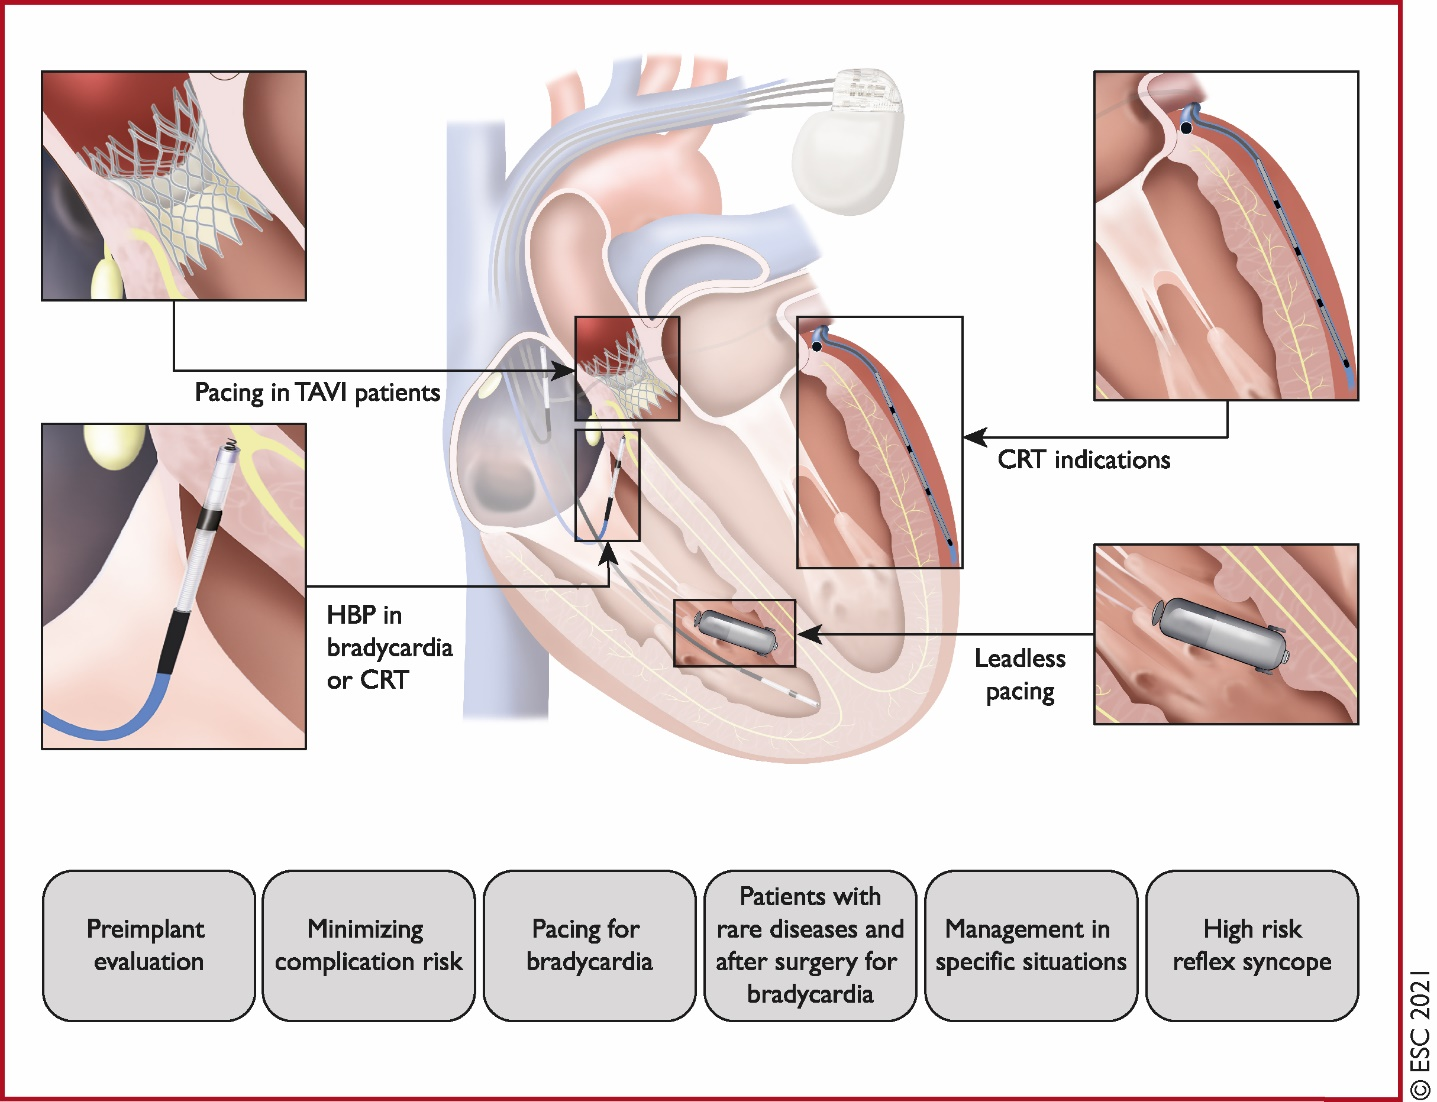 Pacing in TAVI patients
CRT indications
HBP in
bradycardia
or CRT
Leadless
pacing
Preimplant
evaluation
Minimizing
complication risk
Pacing for
bradycardia
Patients with
rare diseases and
after surgery for
bradycardia
Management in
specific situations
High risk
reflex syncope
© ESC 2021